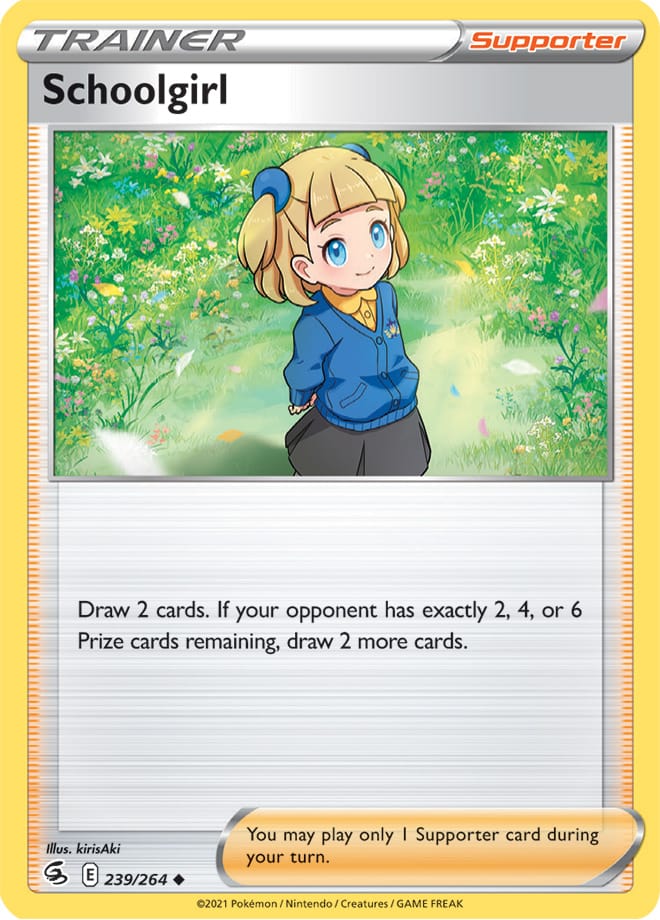 TRAINER
Supporter
Schoolgirl
Draw 2 cards. If your opponent has exactly 2, 4, or 6
Prize cards remaining, draw 2 more cards.
Illus. kirisAki
You may play only 1 Supporter card during
your turn.
E 239/264
©2021 Pokémon / Nintendo / Creatures / GAME FREAK